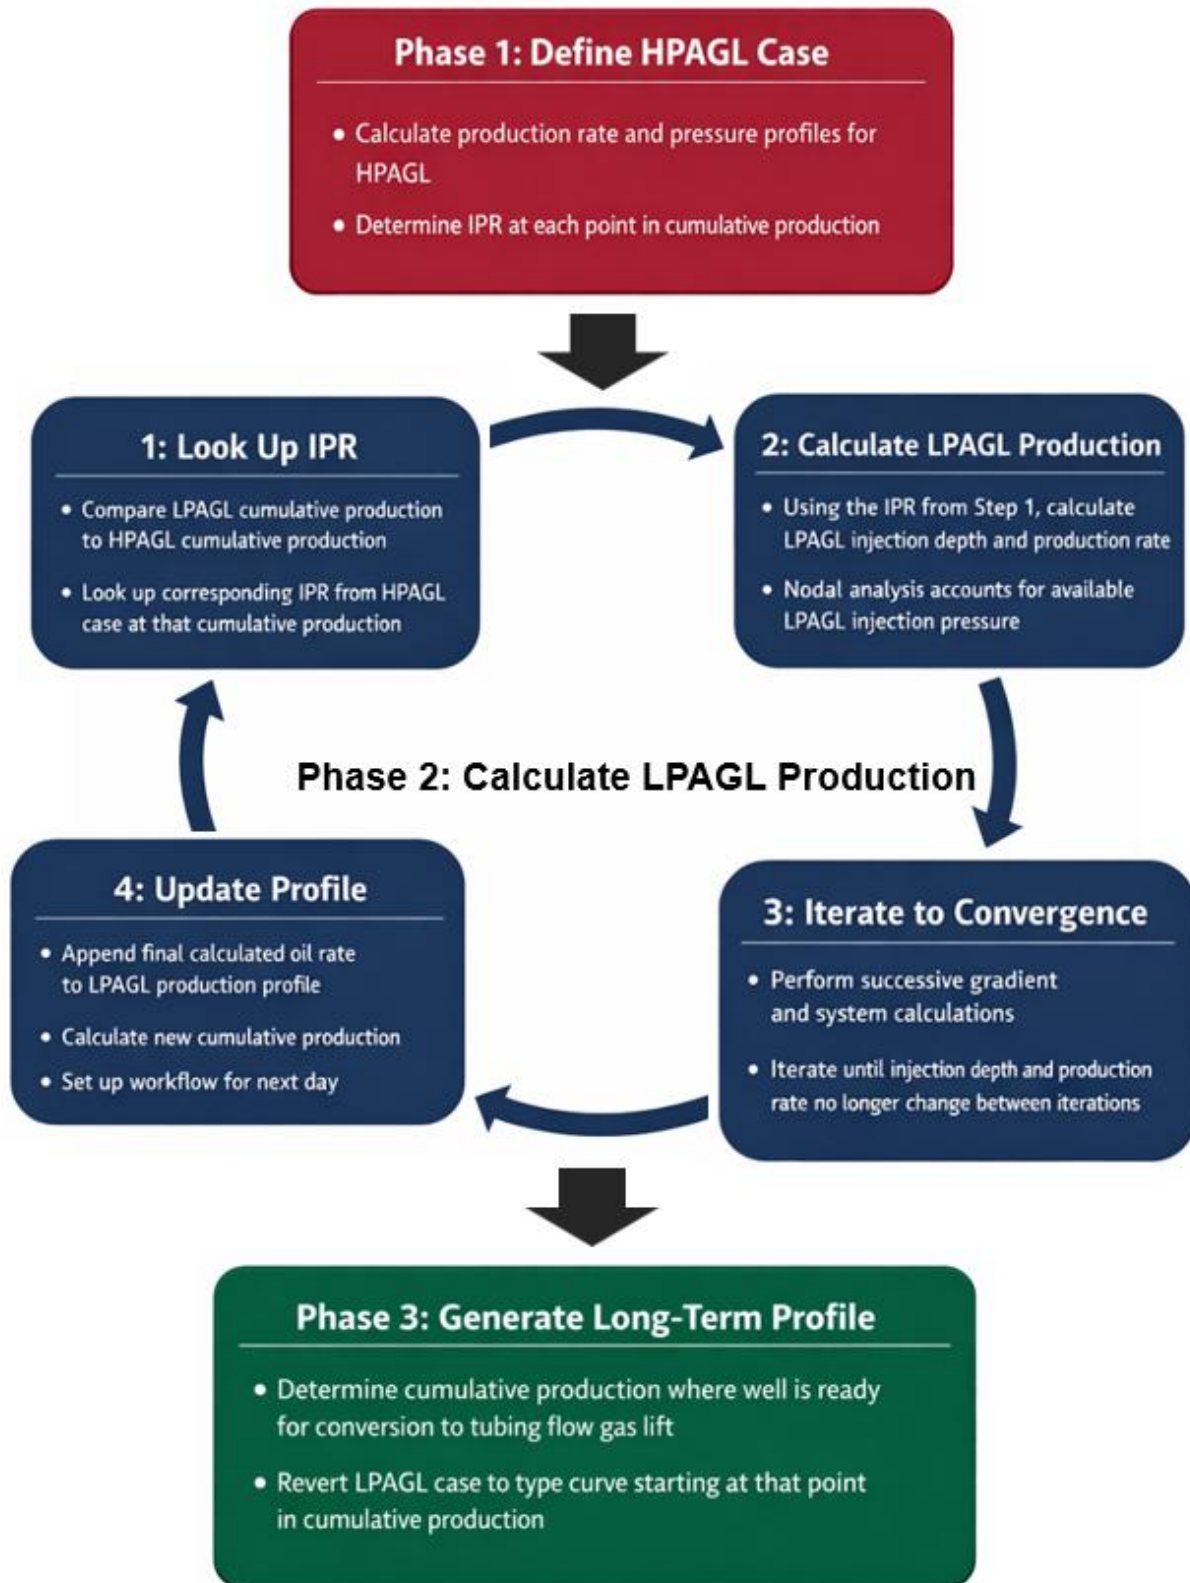 Phase 1: Define HPAGL Case
• Calculate production rate and pressure profiles for
HPAGL
• Determine IPR at each point in cumulative production
1: Look Up IPR
• Compare LPAGL cumulative production
to HPAGL cumulative production
• Look up corresponding IPR from HPAGL
case at that cumulative production
2: Calculate LPAGL Production
• Using the IPR from Step 1, calculate
LPAGL injection depth and production rate
• Nodal analysis accounts for available
LPAGL injection pressure
Phase 2: Calculate LPAGL Production
3: Iterate to Convergence
• Perform successive gradient
and system calculations
• Iterate until injection depth and production
rate no longer change between iterations
4: Update Profile
• Append final calculated oil rate
to LPAGL production profile
• Calculate new cumulative production
• Set up workflow for next day
Phase 3: Generate Long-Term Profile
• Determine cumulative production where well is ready
for conversion to tubing flow gas lift
• Revert LPAGL case to type curve starting at that point
in cumulative production